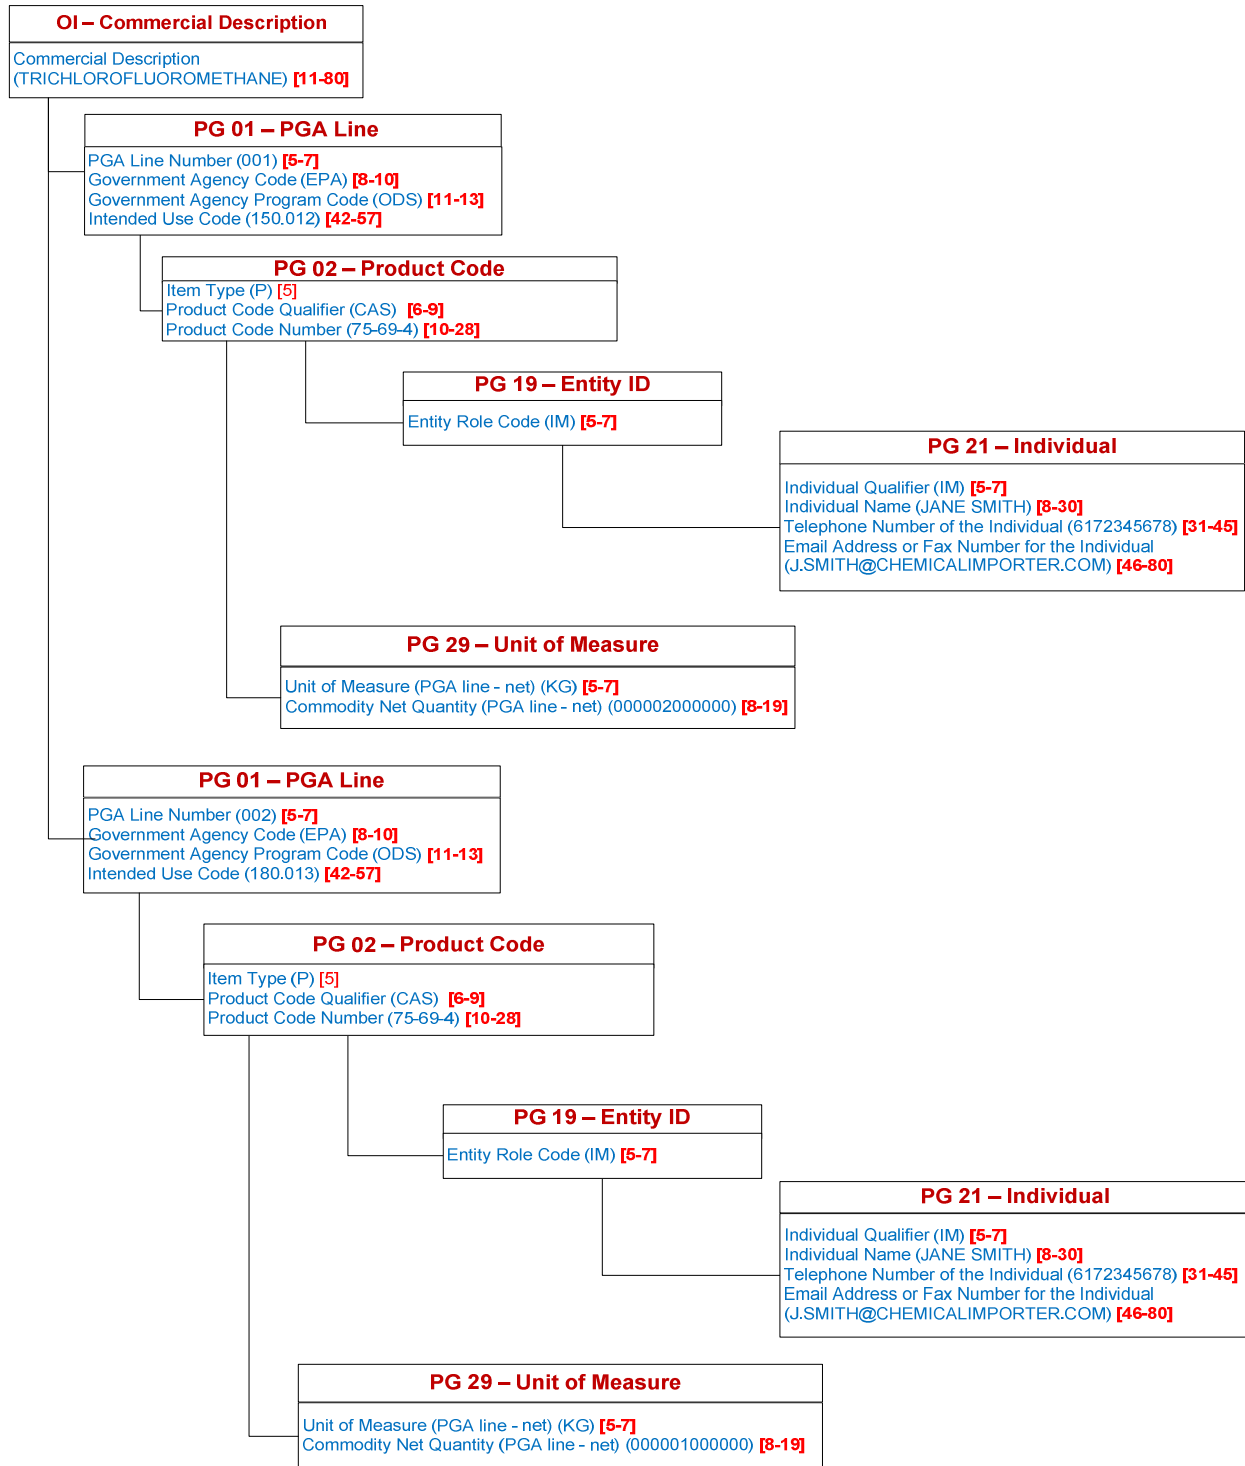 OI – Commercial Description
Commercial Description
(TRICHLOROFLUOROMETHANE) [11-80]
PG 01 – PGA Line
PGA Line Number (001) [5-7]
Government Agency Code (EPA) [8-10]
Government Agency Program Code (ODS) [11-13]
Intended Use Code (150.012) [42-57]
PG 02 – Product Code
Item Type (P) [5]
Product Code Qualifier (CAS) [6-9]
Product Code Number (75-69-4) [10-28]
PG 19 – Entity ID
Entity Role Code (IM) [5-7]
PG 21 – Individual
Individual Qualifier (IM) [5-7]
Individual Name (JANE SMITH) [8-30]
Telephone Number of the Individual (6172345678) [31-45]
Email Address or Fax Number for the Individual
(J.SMITH@CHEMICALIMPORTER.COM) [46-80]
PG 29 – Unit of Measure
Unit of Measure (PGA line - net) (KG) [5-7]
Commodity Net Quantity (PGA line - net) (000002000000) [8-19]
PG 01 – PGA Line
PGA Line Number (002) [5-7]
Government Agency Code (EPA) [8-10]
Government Agency Program Code (ODS) [11-13]
Intended Use Code (180.013) [42-57]
PG 02 – Product Code
Item Type (P) [5]
Product Code Qualifier (CAS) [6-9]
Product Code Number (75-69-4) [10-28]
PG 19 – Entity ID
Entity Role Code (IM) [5-7]
PG 21 – Individual
Individual Qualifier (IM) [5-7]
Individual Name (JANE SMITH) [8-30]
Telephone Number of the Individual (6172345678) [31-45]
Email Address or Fax Number for the Individual
(J.SMITH@CHEMICALIMPORTER.COM) [46-80]
PG 29 – Unit of Measure
Unit of Measure (PGA line - net) (KG) [5-7]
Commodity Net Quantity (PGA line - net) (000001000000) [8-19]